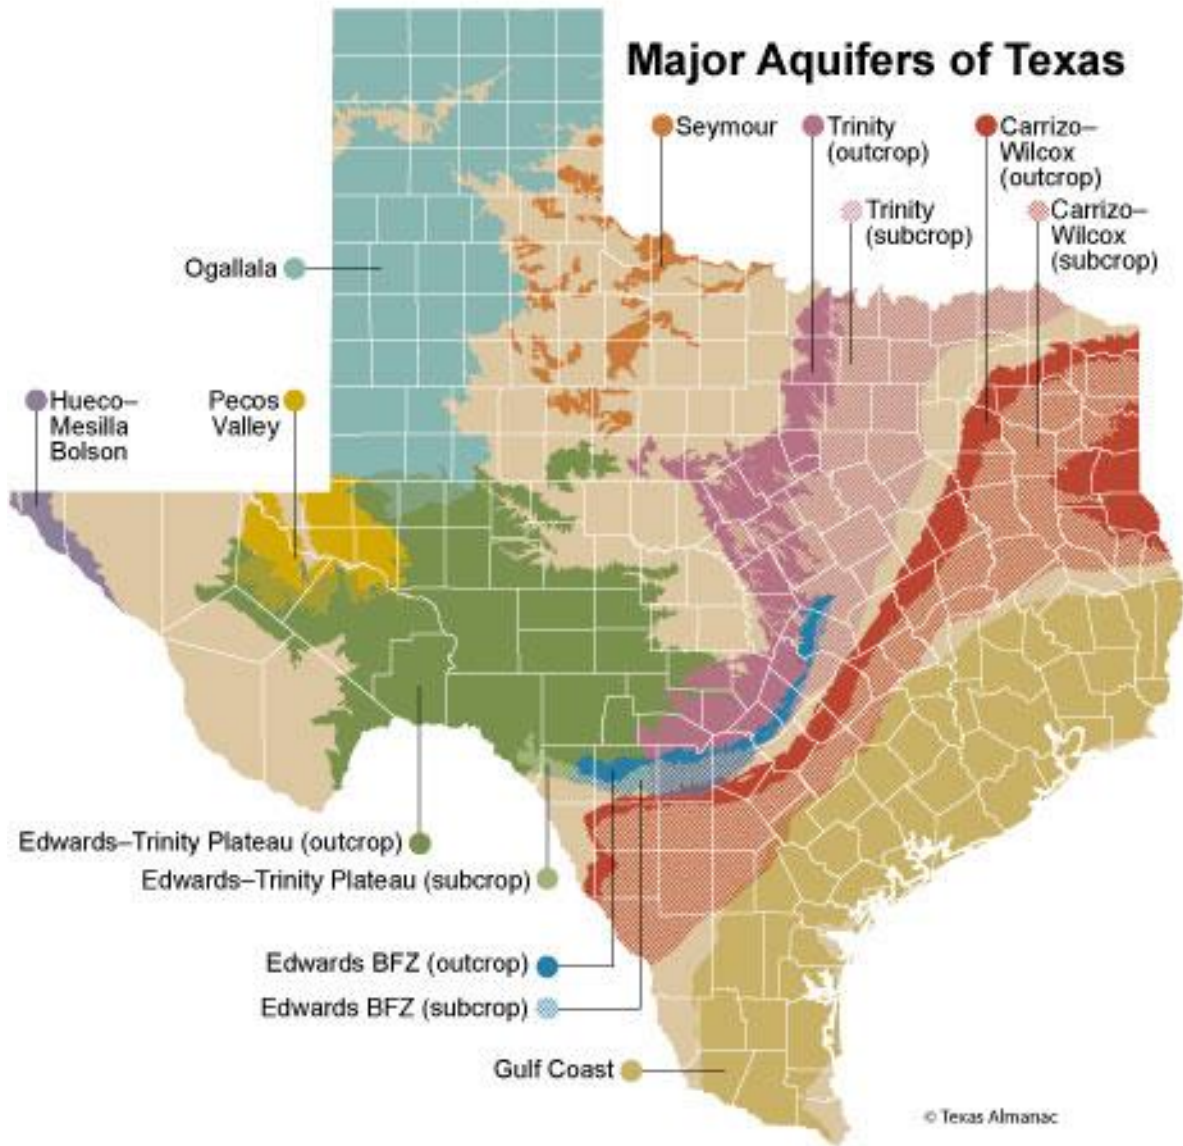 Major Aquifers of Texas
Seymour
Trinity
(outcrop)
Carrizo–
Wilcox
(outcrop)
Trinity
(subcrop)
Carrizo–
Wilcox
(subcrop)
Ogallala
Hueco–
Mesilla
Bolson
Pecos
Valley
Edwards–Trinity Plateau (outcrop)
Edwards–Trinity Plateau (subcrop)
Edwards BFZ (outcrop)
Edwards BFZ (subcrop)
Gulf Coast
© Texas Almanac